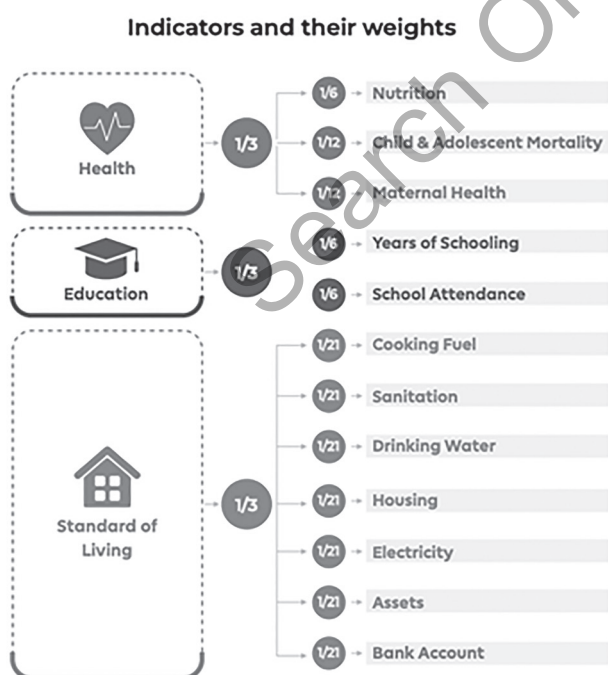 Indicators and their weights
Health
1/3
1/6
Nutrition
1/12
Child & Adolescent Mortality
1/12
Maternal Health
Education
1/3
1/6
Years of Schooling
1/6
School Attendance
Standard of
Living
1/3
1/21
Cooking Fuel
1/21
Sanitation
1/21
Drinking Water
1/21
Housing
1/21
Electricity
1/21
Assets
1/21
Bank Account
Search